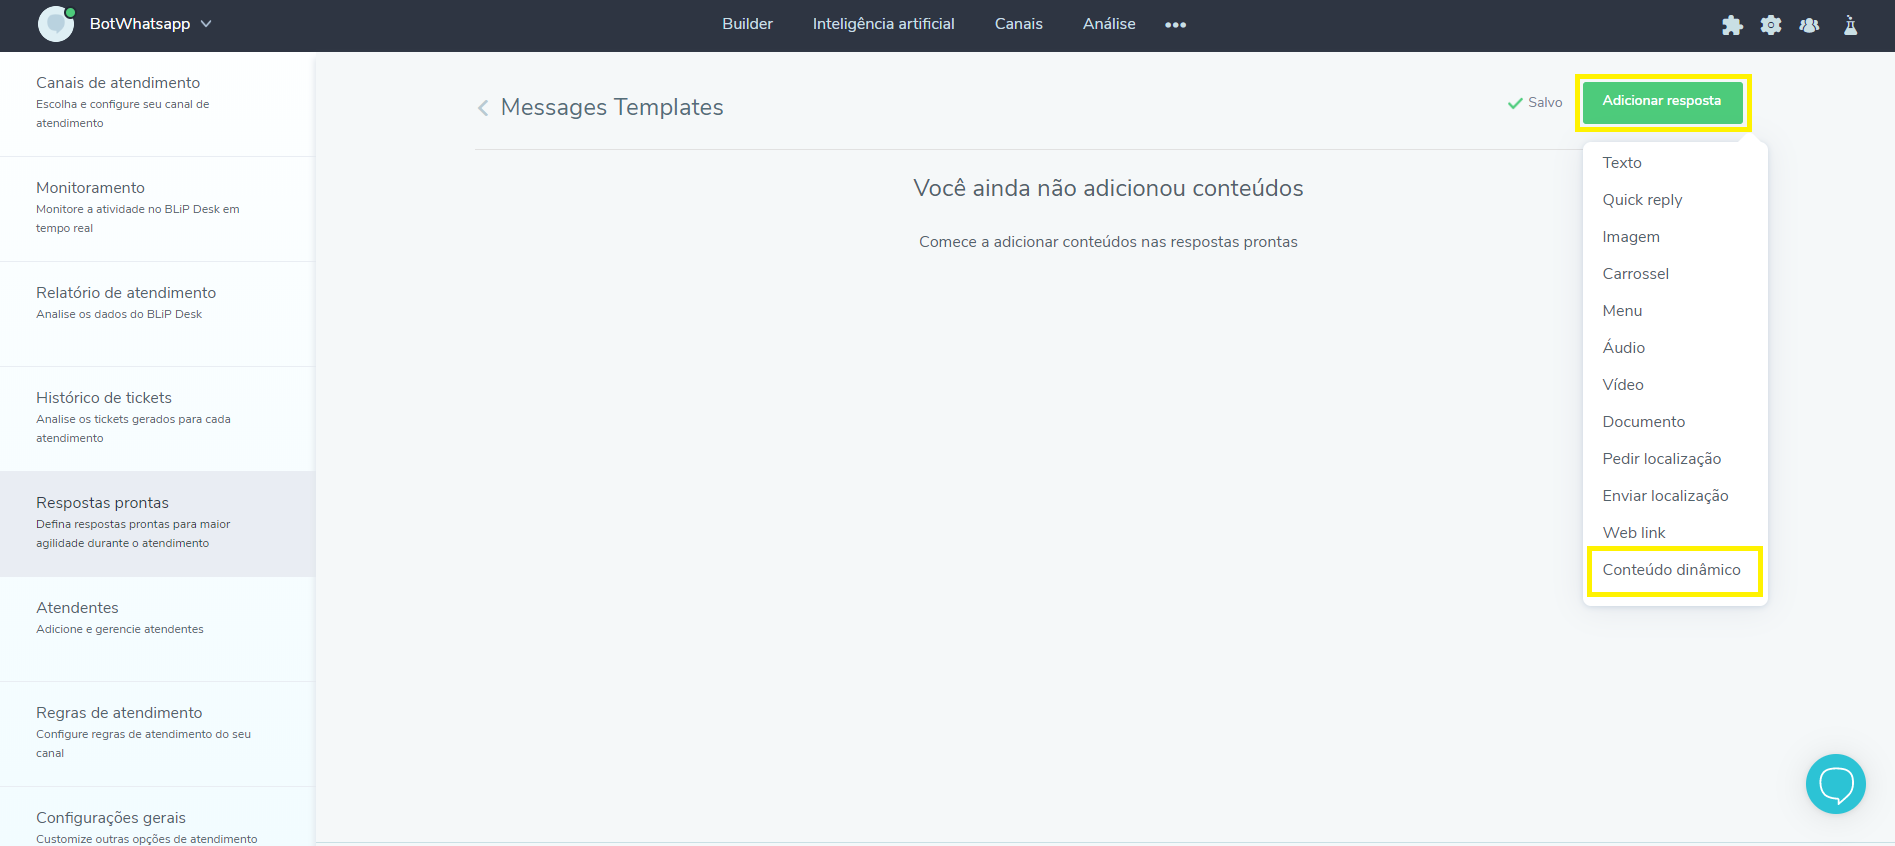 BotWhatsapp
Builder
Inteligência artificial
Canais
Análise
Canais de atendimento
Escolha e configure seu canal de
atendimento
Monitoramento
Monitore a atividade no BLiP Desk em
tempo real
Relatório de atendimento
Analise os dados do BLiP Desk
Histórico de tickets
Analise os tickets gerados para cada
atendimento
Respostas prontas
Defina respostas prontas para maior
agilidade durante o atendimento
Atendentes
Adicione e gerencie atendentes
Regras de atendimento
Configure regras de atendimento do seu
canal
Configurações gerais
Customize outras opções de atendimento
Messages Templates
Salvo
Adicionar resposta
Você ainda não adicionou conteúdos
Comece a adicionar conteúdos nas respostas prontas
Texto
Quick reply
Imagem
Carrossel
Menu
Áudio
Vídeo
Documento
Pedir localização
Enviar localização
Web link
Conteúdo dinâmico